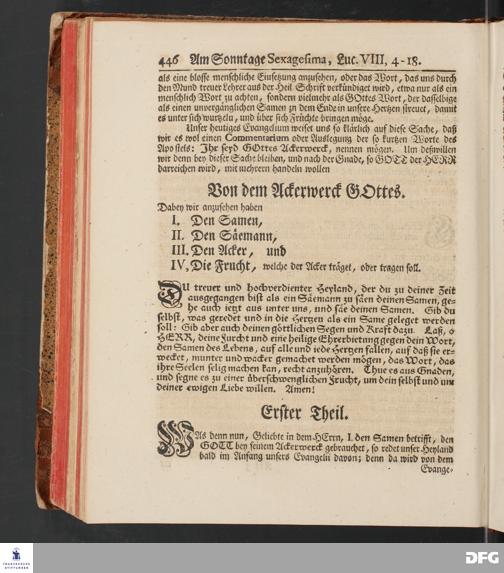 446 Am Sonntage Sexagesima, Luc. VIII, 4-18.
als eine blosse menschliche Einsetzung anzusehen, oder das Wort, das uns durch
den Mund treuer Lehrer aus der Heil. Schrift verkündiget wird, etwa nur als ein
menschlich Wort zu achten, sondern vielmehr als GOttes Wort, der dasselbige
als einen unvergänglichen Samen zu dem Ende in unsere Hertzen streuet, damit
es unter sich wurtzeln, und über sich Früchte bringen möge.
Unser heutiges Evangelium weiset uns so klärlich auf diese Sache, daß
wir es wol einen Commentarium oder Auslegung der so kurtzen Worte des
Apostels: Ihr seyd GOttes Ackerwerck, nennen mögen. Um deßwillen
wir denn bey dieser Sache bleiben, und nach der Gnade, so GOTT der HERR
darreichen wird, mit mehrern handeln wollen
Von dem Ackerwerck GOttes.
Dabey wir anzusehen haben
I. Den Samen,
II. Den Säemann,
III. Den Acker, und
IV. Die Frucht, welche der Acker träget, oder tragen soll.
DU treuer und hochverdienter Heyland, der du zu deiner Zeit
ausgegangen bist als ein Säemann zu säen deinen Samen, ge-
he auch ietzt aus unter uns, und säe deinen Samen. Gib du
selbst, was geredet und in die Hertzen als ein Same geleget werden
soll: Gib aber auch deinen göttlichen Segen und Kraft dazu. Laß, o
HERR, deine Furcht und eine heilige Ehrerbietung gegen dein Wort,
den Samen des Lebens, auf alle und iede Hertzen fallen, auf daß sie er-
wecket, munter und wacker gemachet werden mögen, das Wort, das
ihre Seelen selig machen kan, recht anzuhören. Thue es aus Gnaden,
und segne es zu einer überschwenglichen Frucht, um dein selbst und um
deiner ewigen Liebe willen. Amen!
Erster Theil.
WAs denn nun, Geliebte in dem HErrn, I. den Samen betrifft, den
GOTT bey seinem Ackerwerck gebrauchet, so redet unser Heyland
bald im Anfang unsers Evangelii davon; denn da wird von dem
Evange-
FRANCKESCHE
STIFTUNGEN
DFG